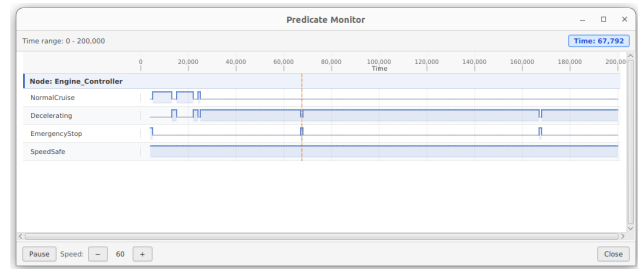 Predicate Monitor
Time range: 0 - 200,000
Time: 67,792
0 20,000 40,000 60,000 80,000 100,000 120,000 140,000 160,000 180,000 200,00
Time
Node: Engine_Controller
NormalCruise
Decelerating
EmergencyStop
SpeedSafe
Pause Speed: − 60 + Close